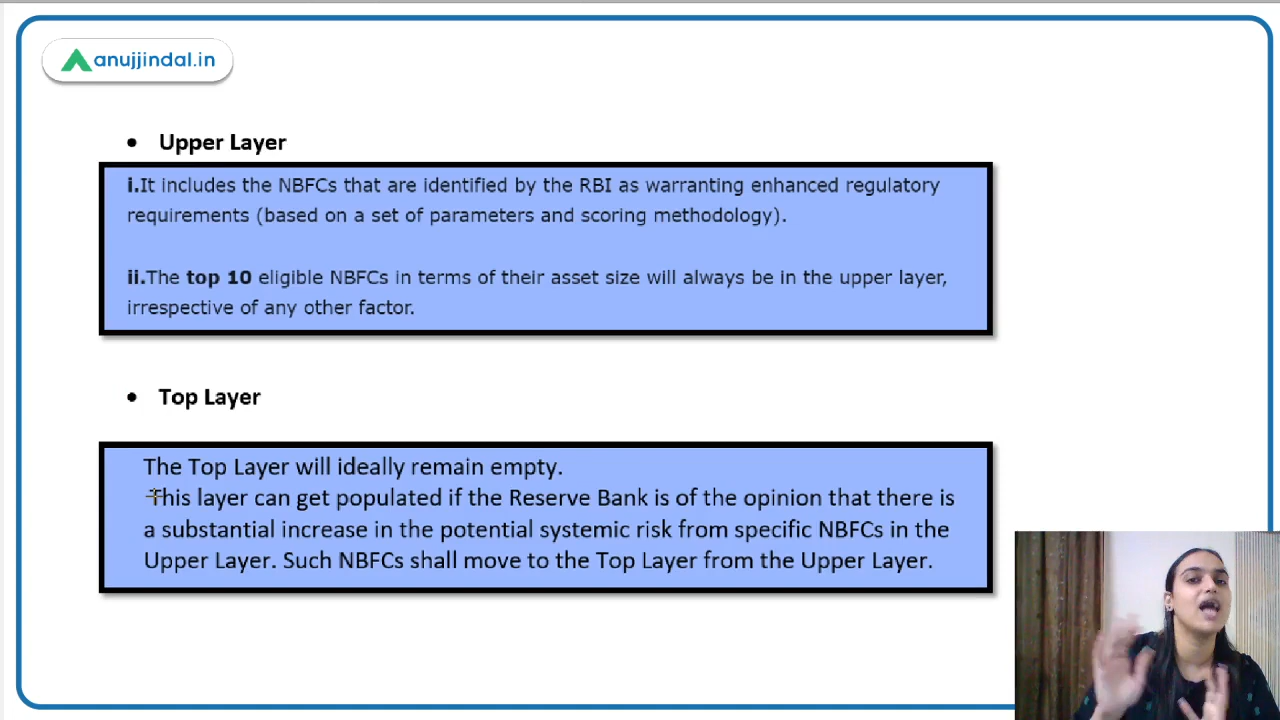 anujjindal.in
• Upper Layer
i.It includes the NBFCs that are identified by the RBI as warranting enhanced regulatory
requirements (based on a set of parameters and scoring methodology).
ii.The top 10 eligible NBFCs in terms of their asset size will always be in the upper layer,
irrespective of any other factor.
• Top Layer
The Top Layer will ideally remain empty.
This layer can get populated if the Reserve Bank is of the opinion that there is
a substantial increase in the potential systemic risk from specific NBFCs in the
Upper Layer. Such NBFCs shall move to the Top Layer from the Upper Layer.